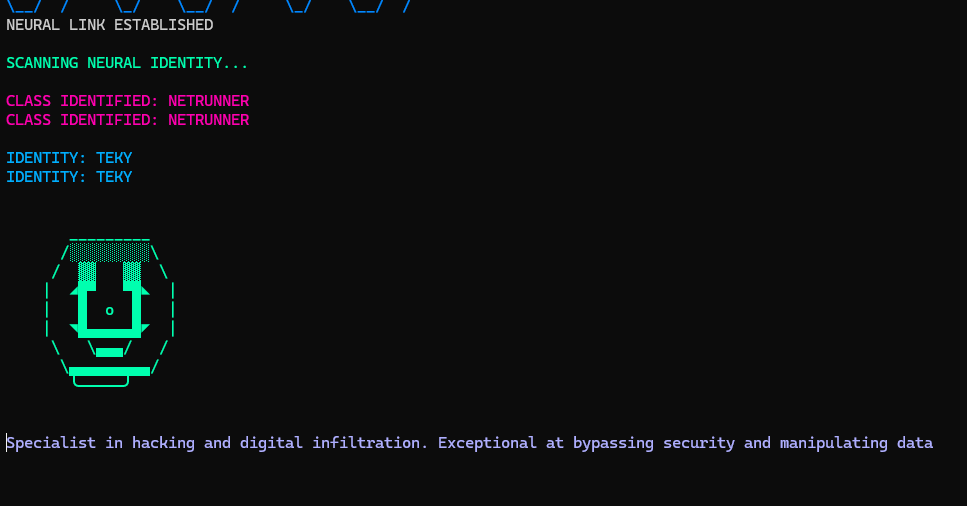 NEURAL LINK ESTABLISHED
SCANNING NEURAL IDENTITY...
CLASS IDENTIFIED: NETRUNNER
CLASS IDENTIFIED: NETRUNNER
IDENTITY: TEKY
IDENTITY: TEKY
Specialist in hacking and digital infiltration. Exceptional at bypassing security and manipulating data